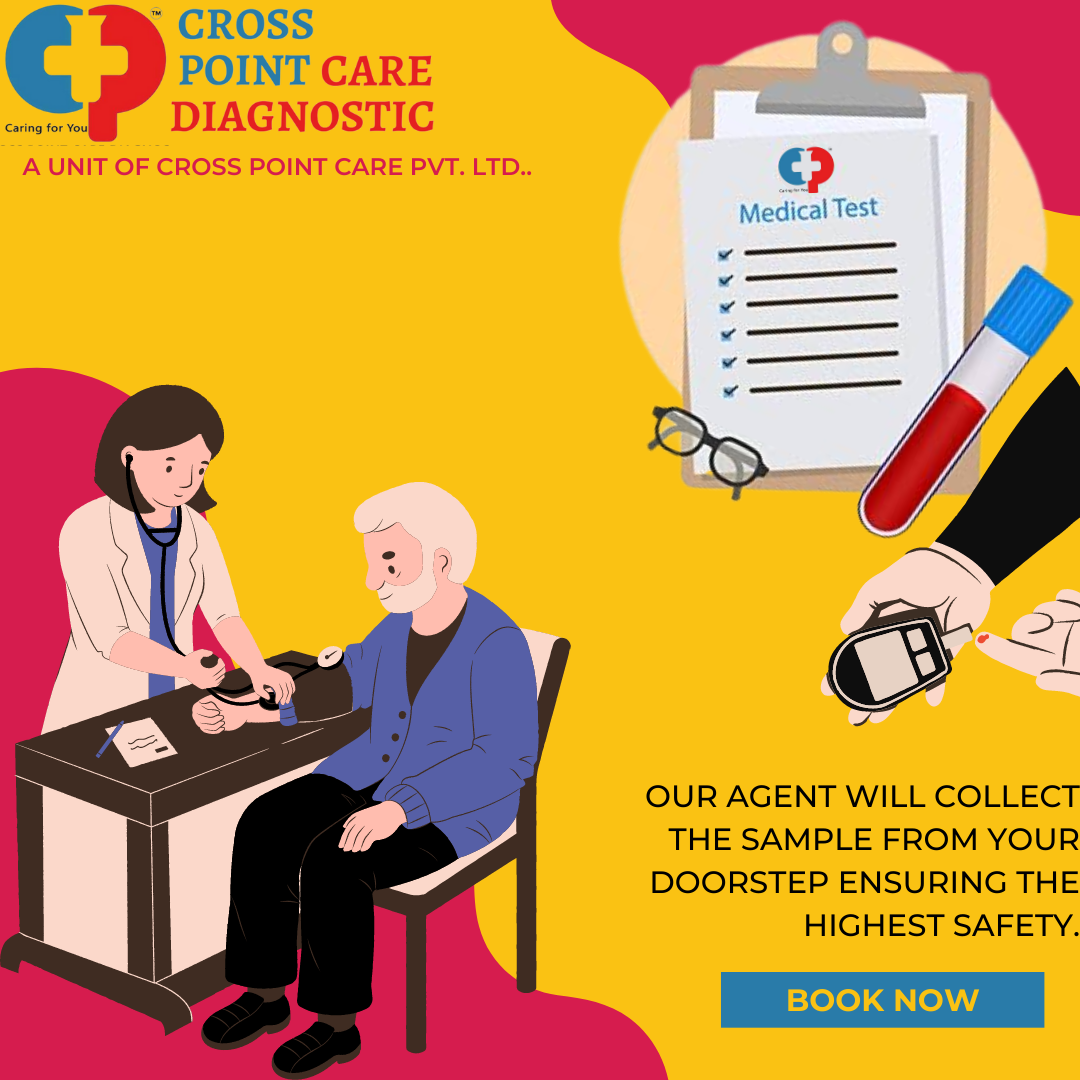 CROSS
POINT CARE
DIAGNOSTIC
TM
Caring for You
A UNIT OF CROSS POINT CARE PVT. LTD..
Caring for You
Medical Test
OUR AGENT WILL COLLECT
THE SAMPLE FROM YOUR
DOORSTEP ENSURING THE
HIGHEST SAFETY.
BOOK NOW